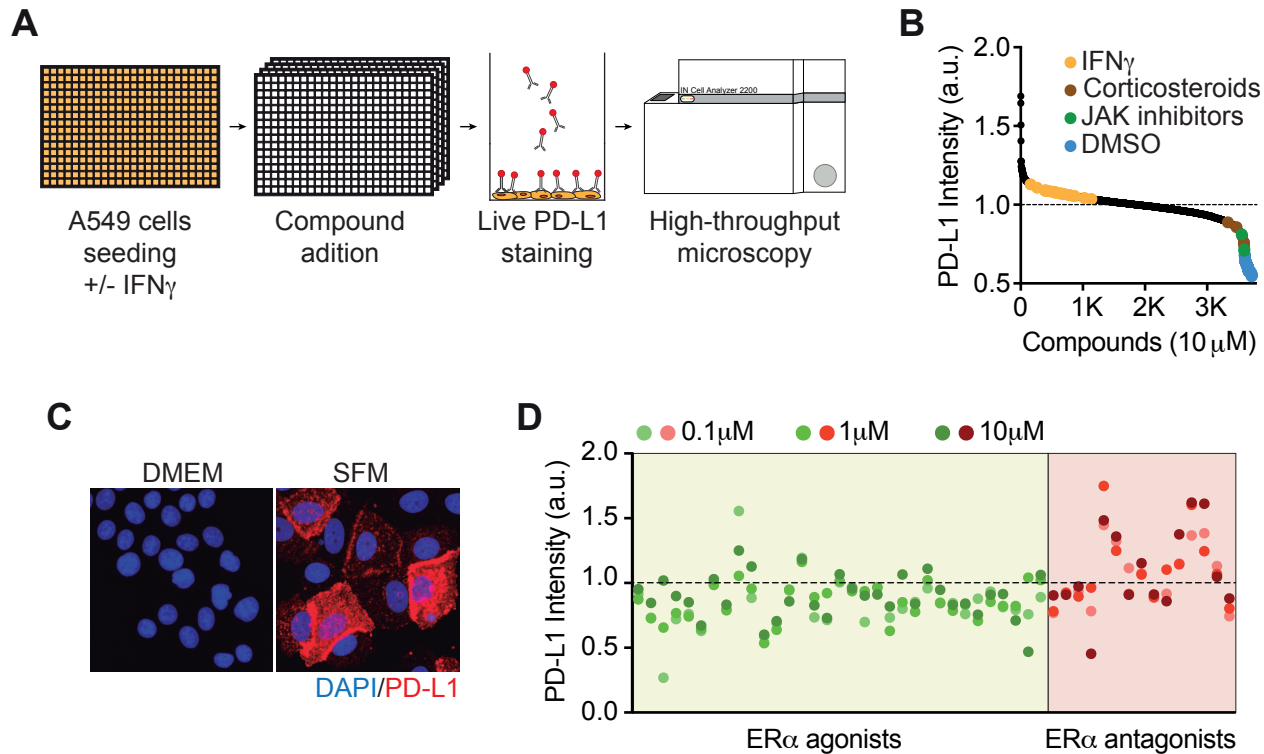 A
IN Cell Analyzer 2200
A549 cells
seeding
+/- IFNγ
Compound
adition
Live PD-L1
staining
High-throughput
microscopy
B
PD-L1 Intensity (a.u.)
2.0
1.5
1.0
0.5
IFNγ
Corticosteroids
JAK inhibitors
DMSO
0 1K 2K 3K
Compounds (10 μM)
C
DMEM SFM
DAPI/PD-L1
D
0.1μM 1μM 10μM
PD-L1 Intensity (a.u.)
2.0
1.5
1.0
0.5
0.0
ERα agonists ERα antagonists